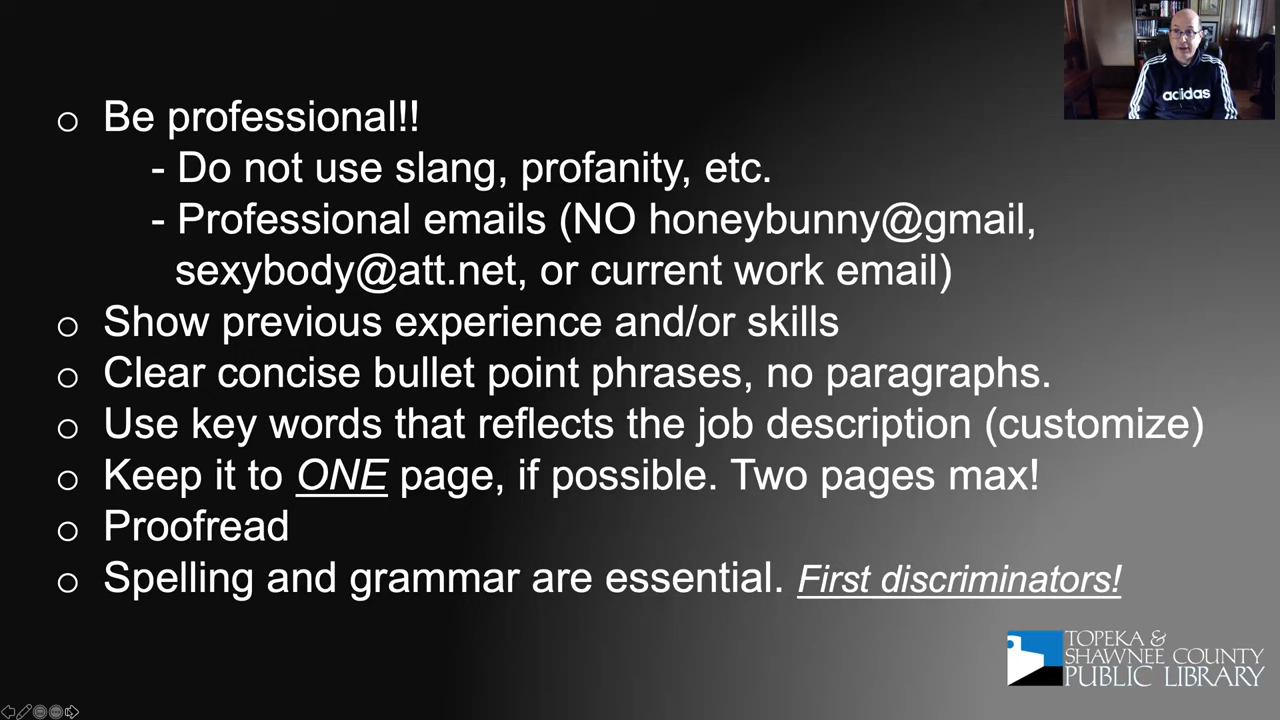 adidas
○ Be professional!!
- Do not use slang, profanity, etc.
- Professional emails (NO honeybunny@gmail,
sexybody@att.net, or current work email)
○ Show previous experience and/or skills
○ Clear concise bullet point phrases, no paragraphs.
○ Use key words that reflects the job description (customize)
○ Keep it to ONE page, if possible. Two pages max!
○ Proofread
○ Spelling and grammar are essential. First discriminators!
TOPEKA &
SHAWNEE COUNTY
PUBLIC LIBRARY